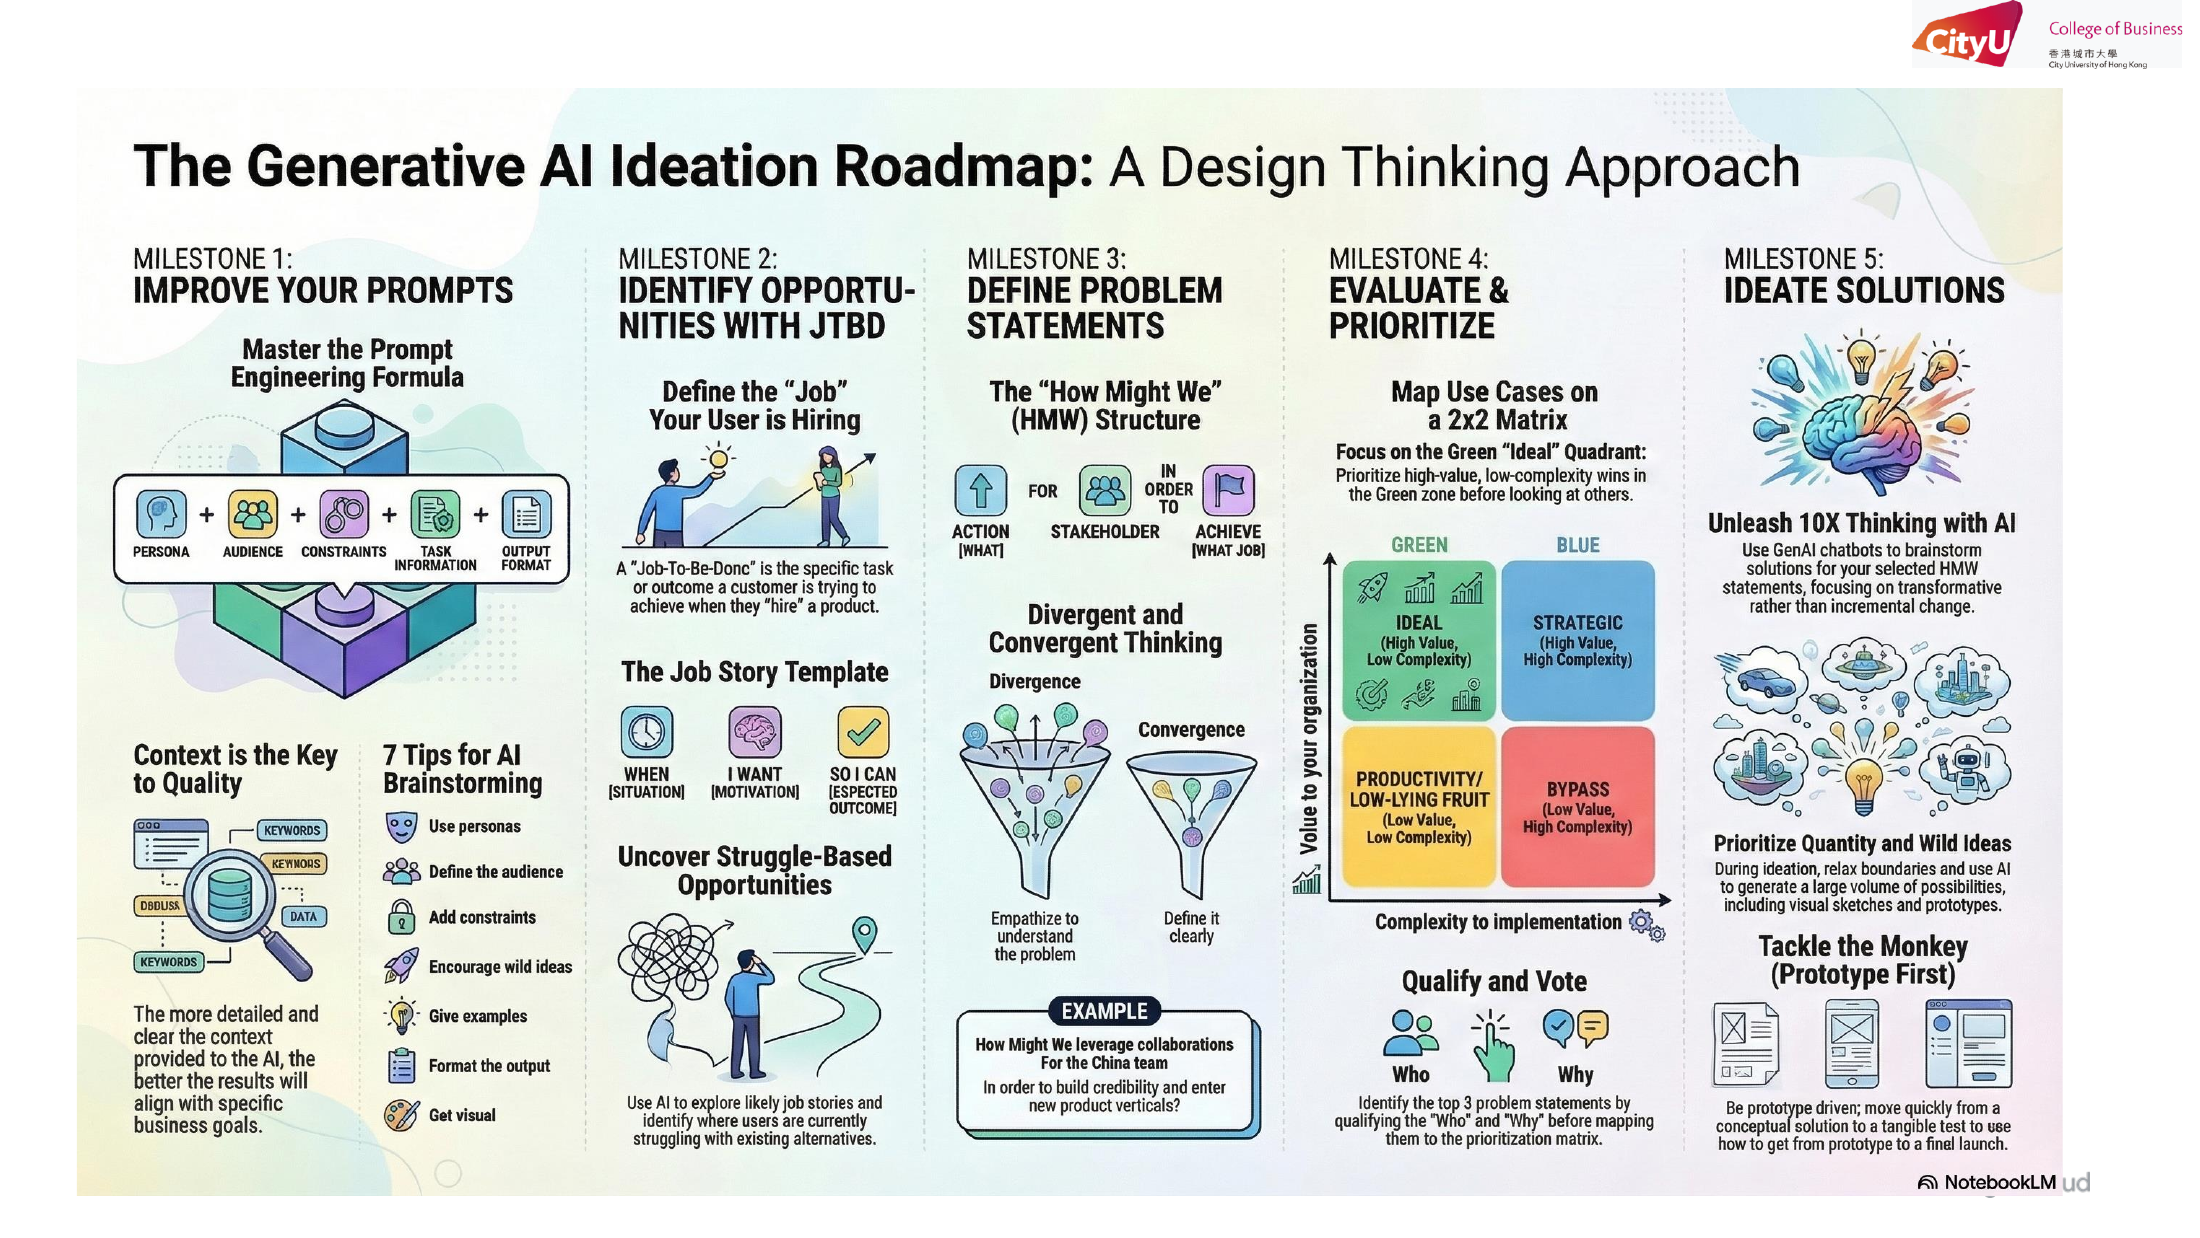 CityU
College of Business
香港城市大學
City University of Hong Kong
The Generative AI Ideation Roadmap: A Design Thinking Approach
MILESTONE 1:
IMPROVE YOUR PROMPTS
Master the Prompt
Engineering Formula
PERSONA + AUDIENCE + CONSTRAINTS + TASK INFORMATION + OUTPUT FORMAT
Context is the Key
to Quality
KEYWORDS
KEYWORS
DBDUSA
DATA
KEYWORDS
The more detailed and
clear the context
provided to the AI, the
better the results will
align with specific
business goals.
7 Tips for AI
Brainstorming
Use personas
Define the audience
Add constraints
Encourage wild ideas
Give examples
Format the output
Get visual
MILESTONE 2:
IDENTIFY OPPORTU-
NITIES WITH JTBD
Define the “Job”
Your User is Hiring
A "Job-To-Be-Donc" is the specific task
or outcome a customer is trying to
achieve when they “hire” a product.
The Job Story Template
WHEN
[SITUATION]
I WANT
[MOTIVATION]
SO I CAN
[ESPECTED
OUTCOME]
Uncover Struggle-Based
Opportunities
Use AI to explore likely job stories and
identify where users are currently
struggling with existing alternatives.
MILESTONE 3:
DEFINE PROBLEM
STATEMENTS
The “How Might We”
(HMW) Structure
ACTION
[WHAT]
FOR
STAKEHOLDER
IN
ORDER
TO
ACHIEVE
[WHAT JOB]
Divergent and
Convergent Thinking
Divergence
Convergence
Empathize to
understand
the problem
Define it
clearly
EXAMPLE
How Might We leverage collaborations
For the China team
In order to build credibility and enter
new product verticals?
MILESTONE 4:
EVALUATE &
PRIORITIZE
Map Use Cases on
a 2x2 Matrix
Focus on the Green “Ideal” Quadrant:
Prioritize high-value, low-complexity wins in
the Green zone before looking at others.
GREEN
BLUE
Value to your organization
IDEAL
(High Value,
Low Complexity)
STRATEGIC
(High Value,
High Complexity)
PRODUCTIVITY/
LOW-LYING FRUIT
(Low Value,
Low Complexity)
BYPASS
(Low Value,
High Complexity)
Complexity to implementation
Qualify and Vote
Who
Why
Identify the top 3 problem statements by
qualifying the "Who" and "Why" before mapping
them to the prioritization matrix.
MILESTONE 5:
IDEATE SOLUTIONS
Unleash 10X Thinking with AI
Use GenAI chatbots to brainstorm
solutions for your selected HMW
statements, focusing on transformative
rather than incremental change.
Prioritize Quantity and Wild Ideas
During ideation, relax boundaries and use AI
to generate a large volume of possibilities,
including visual sketches and prototypes.
Tackle the Monkey
(Prototype First)
Be prototype driven; moxe quickly from a
conceptual solution to a tangible test to use
how to get from prototype to a final launch.
NotebookLM
ud